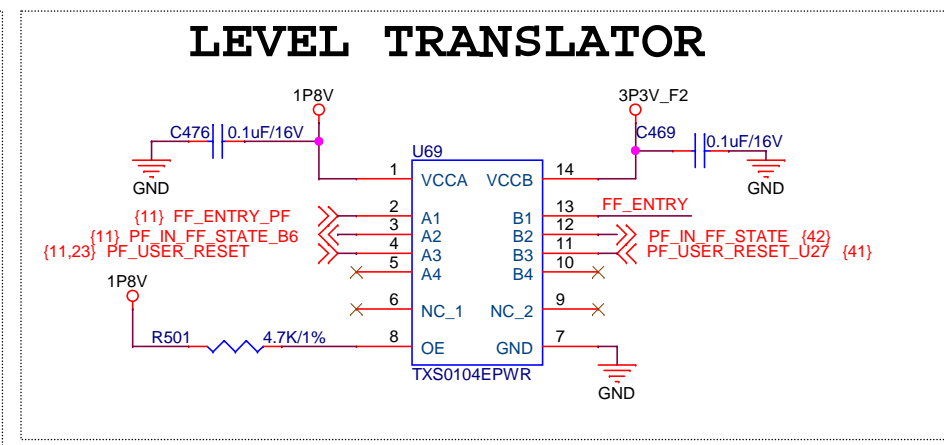 LEVEL TRANSLATOR
1P8V
3P3V_F2
C476 0.1uF/16V
C469 0.1uF/16V
GND
GND
U69
1 VCCA VCCB 14
{11} FF_ENTRY_PF 2 A1 B1 13 FF_ENTRY
{11} PF_IN_FF_STATE_B6 3 A2 B2 12 PF_IN_FF_STATE {42}
{11,23} PF_USER_RESET 4 A3 B3 11 PF_USER_RESET_U27 {41}
5 A4 B4 10
1P8V
6 NC_1 NC_2 9
R501 4.7K/1% 8 OE GND 7
TXS0104EPWR
GND